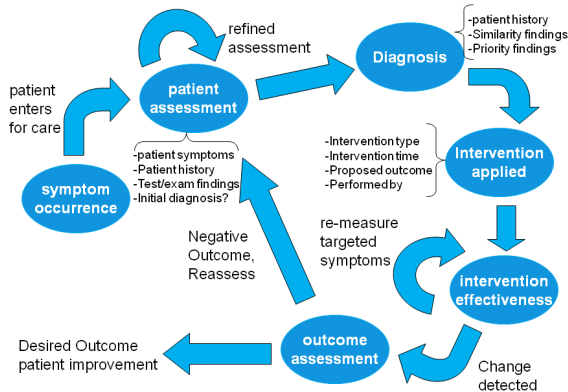 refined
assessment
-patient history
-Similarity findings
-Priority findings
Diagnosis
patient
enters
for care
patient
assessment
-patient symptoms
-Patient history
-Test/exam findings
-Initial diagnosis?
-Intervention type
-Intervention time
-Proposed outcome
-Performed by
Intervention
applied
symptom
occurrence
Negative
Outcome,
Reassess
re-measure
targeted
symptoms
intervention
effectiveness
Desired Outcome
patient improvement
outcome
assessment
Change
detected